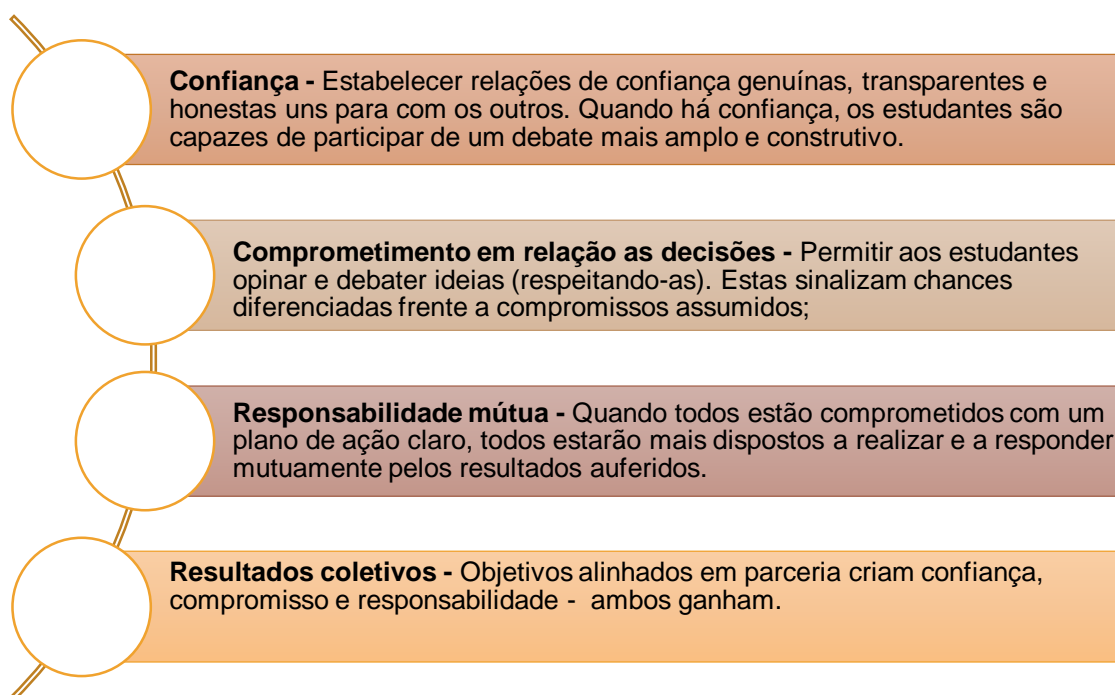 Confiança - Estabelecer relações de confiança genuínas, transparentes e
honestas uns para com os outros. Quando há confiança, os estudantes são
capazes de participar de um debate mais amplo e construtivo.
Comprometimento em relação as decisões - Permitir aos estudantes
opinar e debater ideias (respeitando-as). Estas sinalizam chances
diferenciadas frente a compromissos assumidos;
Responsabilidade mútua - Quando todos estão comprometidos com um
plano de ação claro, todos estarão mais dispostos a realizar e a responder
mutuamente pelos resultados auferidos.
Resultados coletivos - Objetivos alinhados em parceria criam confiança,
compromisso e responsabilidade - ambos ganham.